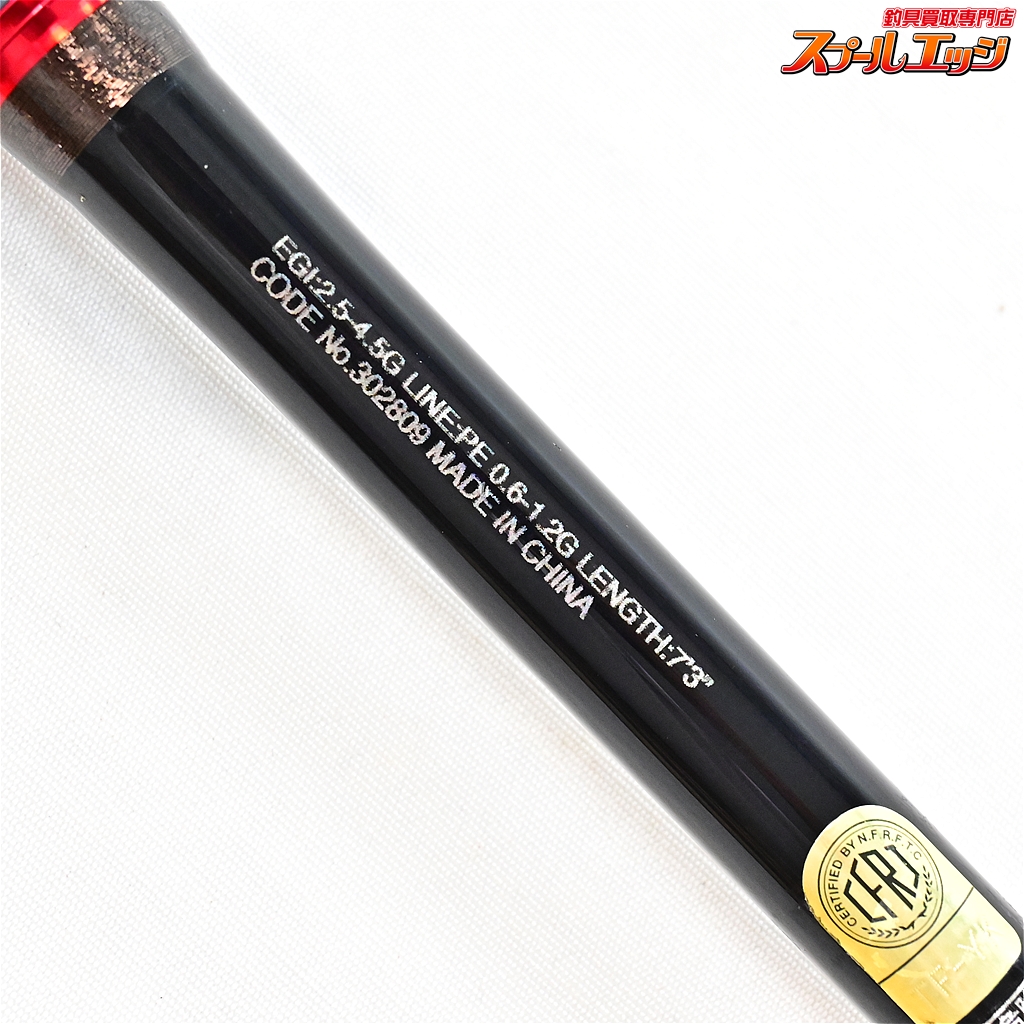 釣具買取専門店
スプールエッジ
EGI:2.5-4.5G LINE:PE 0.6-1.2G LENGTH:7'3"
CODE No.302809 MADE IN CHINA
CERTIFIED BY N.F.R.F.T.C
CFRJ